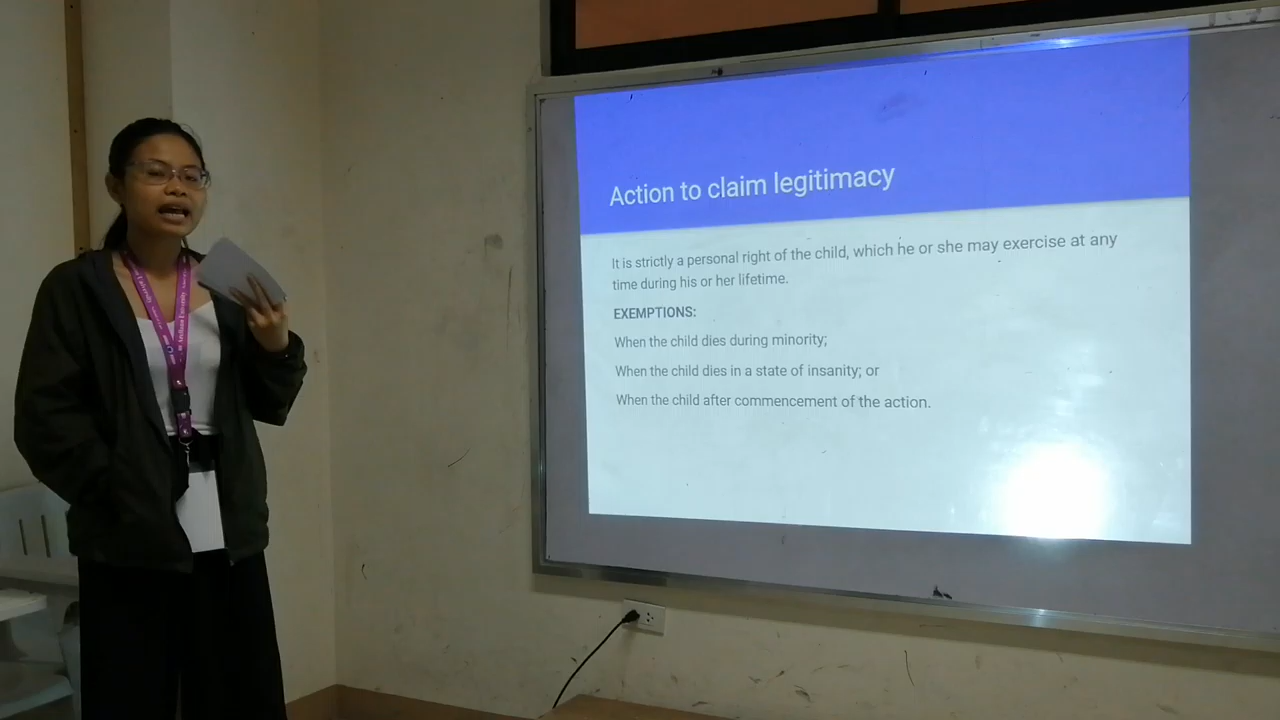 Action to claim legitimacy
It is strictly a personal right of the child, which he or she may exercise at any
time during his or her lifetime.
EXEMPTIONS:
When the child dies during minority;
When the child dies in a state of insanity; or
When the child after commencement of the action.